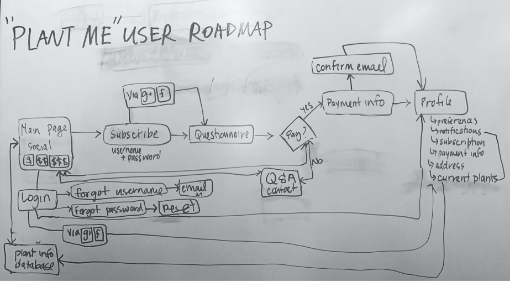 "PLANT ME" USER ROADMAP
confirm email
via g+ f
Main Page
Social
$ $$ $$$
Subscribe
username
+ password
Questionnaire
Pay?
yes
No
Payment info
Profile
preferences
notifications
subscription
payment info
address
current plants
Q&A
contact
Login
forgot username
email
forgot password
reset
via g+ f
plant info
database